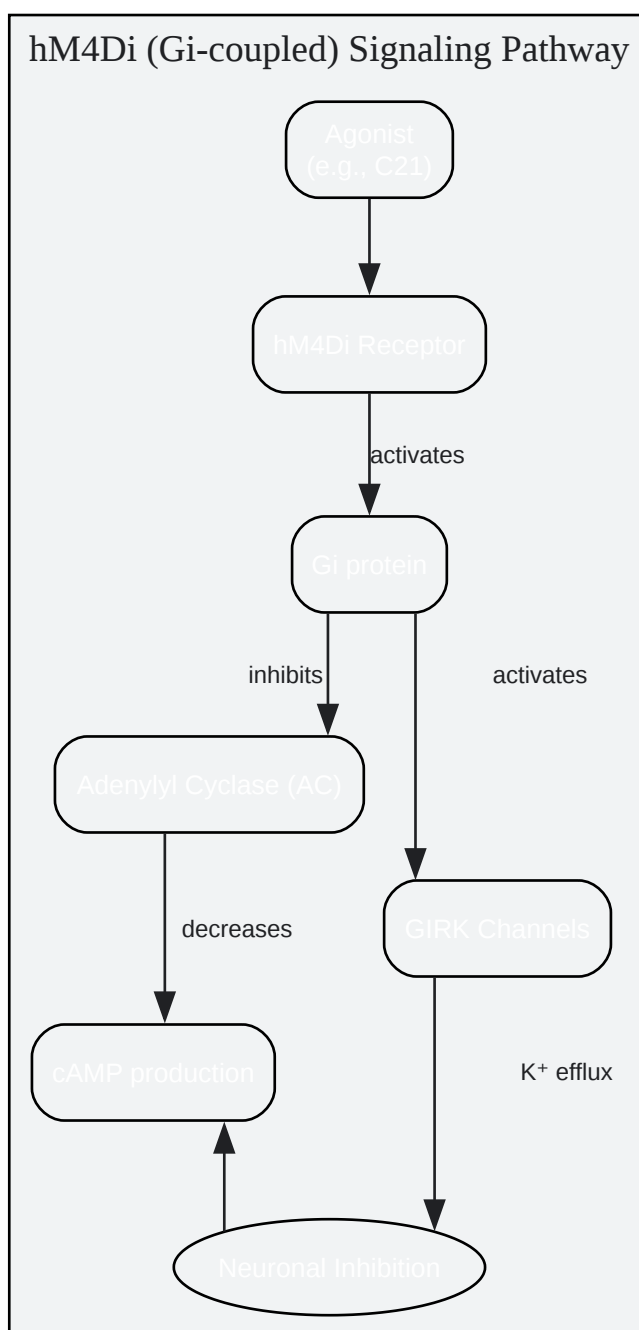 hM4Di (Gi-coupled) Signaling Pathway
Agonist
(e.g., C21)
hM4Di Receptor
activates
Gi protein
inhibits
activates
Adenylyl Cyclase (AC)
GIRK Channels
decreases
cAMP production
K⁺ efflux
Neuronal Inhibition